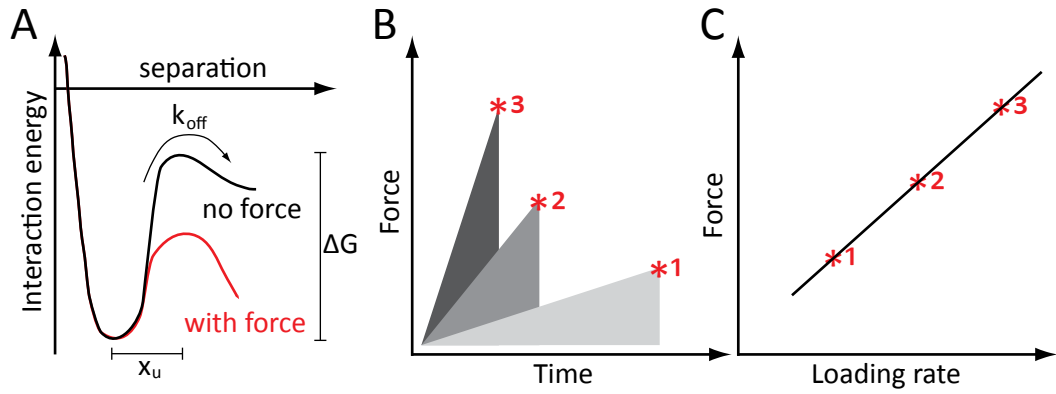 A
separation
k_off
Interaction energy
no force
ΔG
with force
x_u
B
*3
*2
*1
Force
Time
C
*3
*2
*1
Force
Loading rate